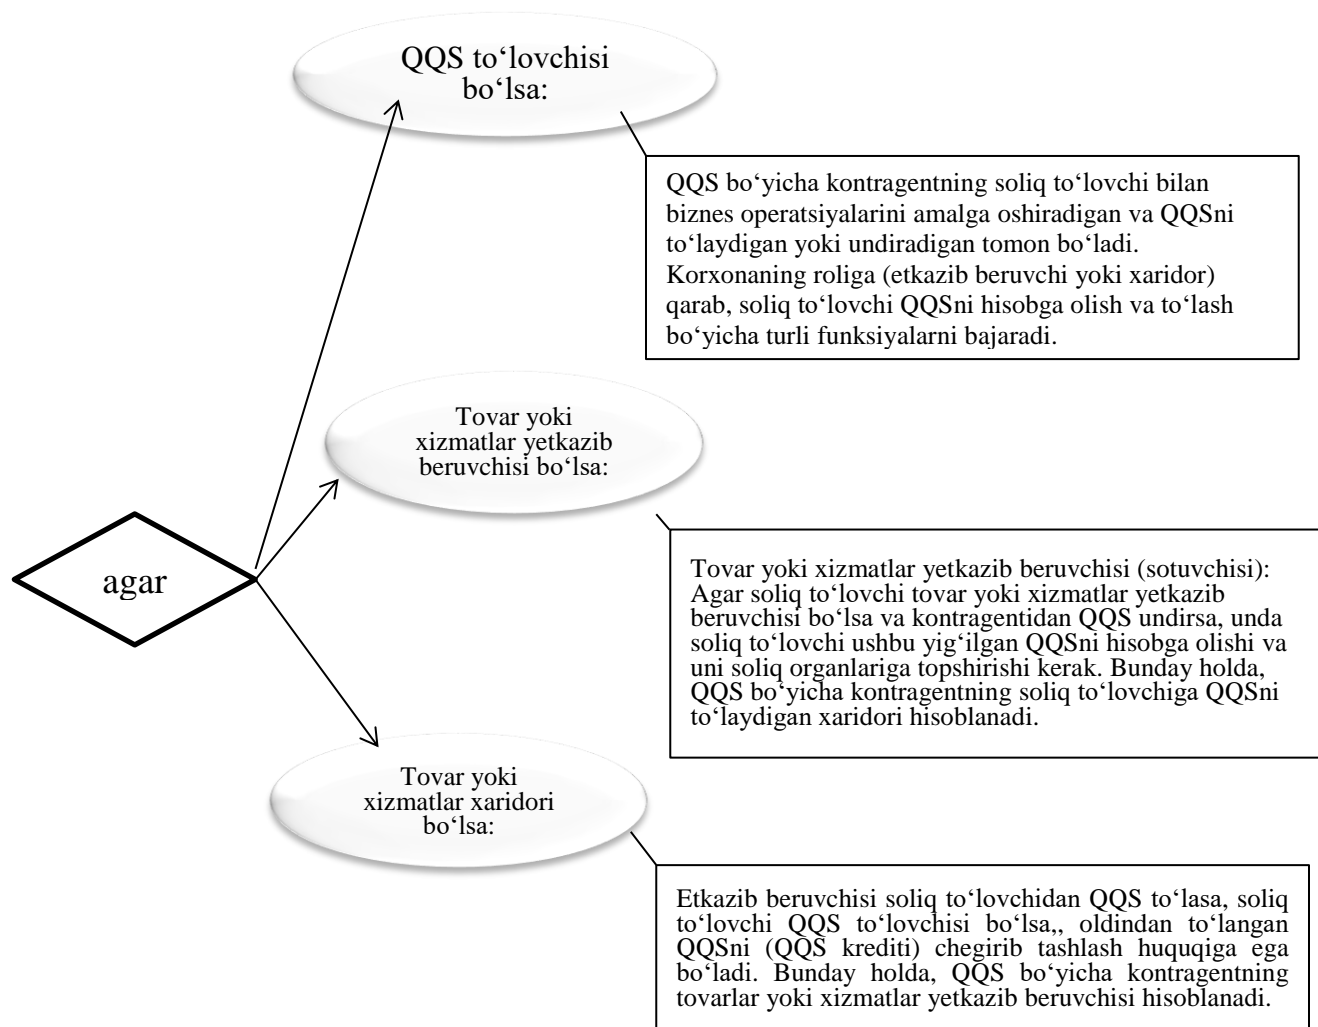 QQS to‘lovchisi
bo‘lsa:
QQS bo‘yicha kontragentning soliq to‘lovchi bilan
biznes operatsiyalarini amalga oshiradigan va QQSni
to‘laydigan yoki undiradigan tomon bo‘ladi.
Korxonaning roliga (etkazib beruvchi yoki xaridor)
qarab, soliq to‘lovchi QQSni hisobga olish va to‘lash
bo‘yicha turli funksiyalarni bajaradi.
Tovar yoki
xizmatlar yetkazib
beruvchisi bo‘lsa:
agar
Tovar yoki xizmatlar yetkazib beruvchisi (sotuvchisi):
Agar soliq to‘lovchi tovar yoki xizmatlar yetkazib
beruvchisi bo‘lsa va kontragentidan QQS undirsa, unda
soliq to‘lovchi ushbu yig‘ilgan QQSni hisobga olishi va
uni soliq organlariga topshirishi kerak. Bunday holda,
QQS bo‘yicha kontragentning soliq to‘lovchiga QQSni
to‘laydigan xaridori hisoblanadi.
Tovar yoki
xizmatlar xaridori
bo‘lsa:
Etkazib beruvchisi soliq to‘lovchidan QQS to‘lasa, soliq
to‘lovchi QQS to‘lovchisi bo‘lsa,, oldindan to‘langan
QQSni (QQS krediti) chegirib tashlash huquqiga ega
bo‘ladi. Bunday holda, QQS bo‘yicha kontragentning
tovarlar yoki xizmatlar yetkazib beruvchisi hisoblanadi.